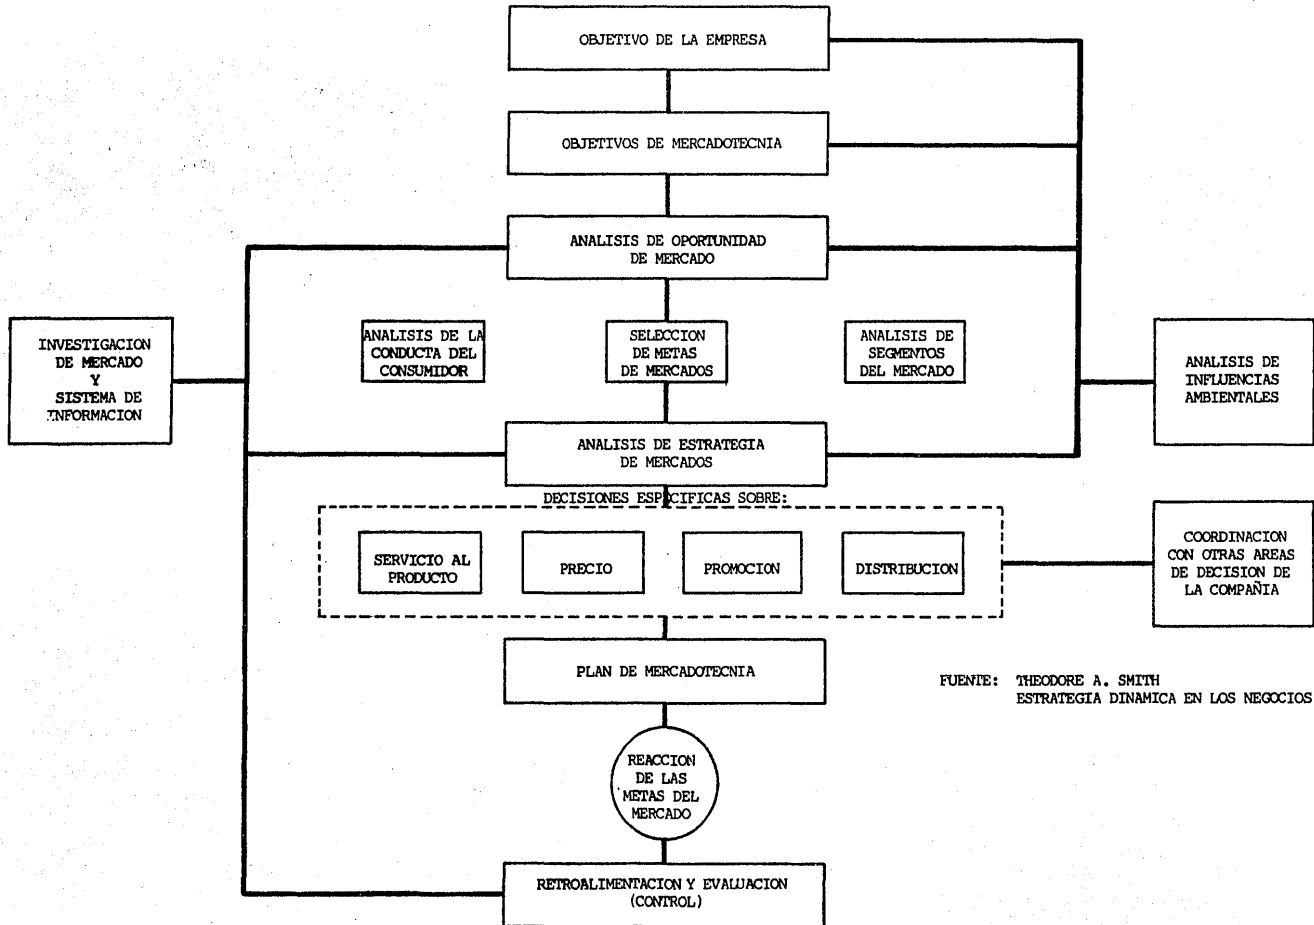 OBJETIVO DE LA EMPRESA
OBJETIVOS DE MERCADOTECNIA
ANALISIS DE OPORTUNIDAD
DE MERCADO
INVESTIGACION
DE MERCADO
Y
SISTEMA DE
INFORMACION
ANALISIS DE LA
CONDUCTA DEL
CONSUMIDOR
SELECCION
DE METAS
DE MERCADOS
ANALISIS DE
SEGMENTOS
DEL MERCADO
ANALISIS DE
INFLUENCIAS
AMBIENTALES
ANALISIS DE ESTRATEGIA
DE MERCADOS
DECISIONES ESPECIFICAS SOBRE:
SERVICIO AL
PRODUCTO
PRECIO
PROMOCION
DISTRIBUCION
COORDINACION
CON OTRAS AREAS
DE DECISION DE
LA COMPAÑIA
PLAN DE MERCADOTECNIA
FUENTE: THEODORE A. SMITH
ESTRATEGIA DINAMICA EN LOS NEGOCIOS
REACCION
DE LAS
METAS DEL
MERCADO
RETROALIMENTACION Y EVALUACION
(CONTROL)